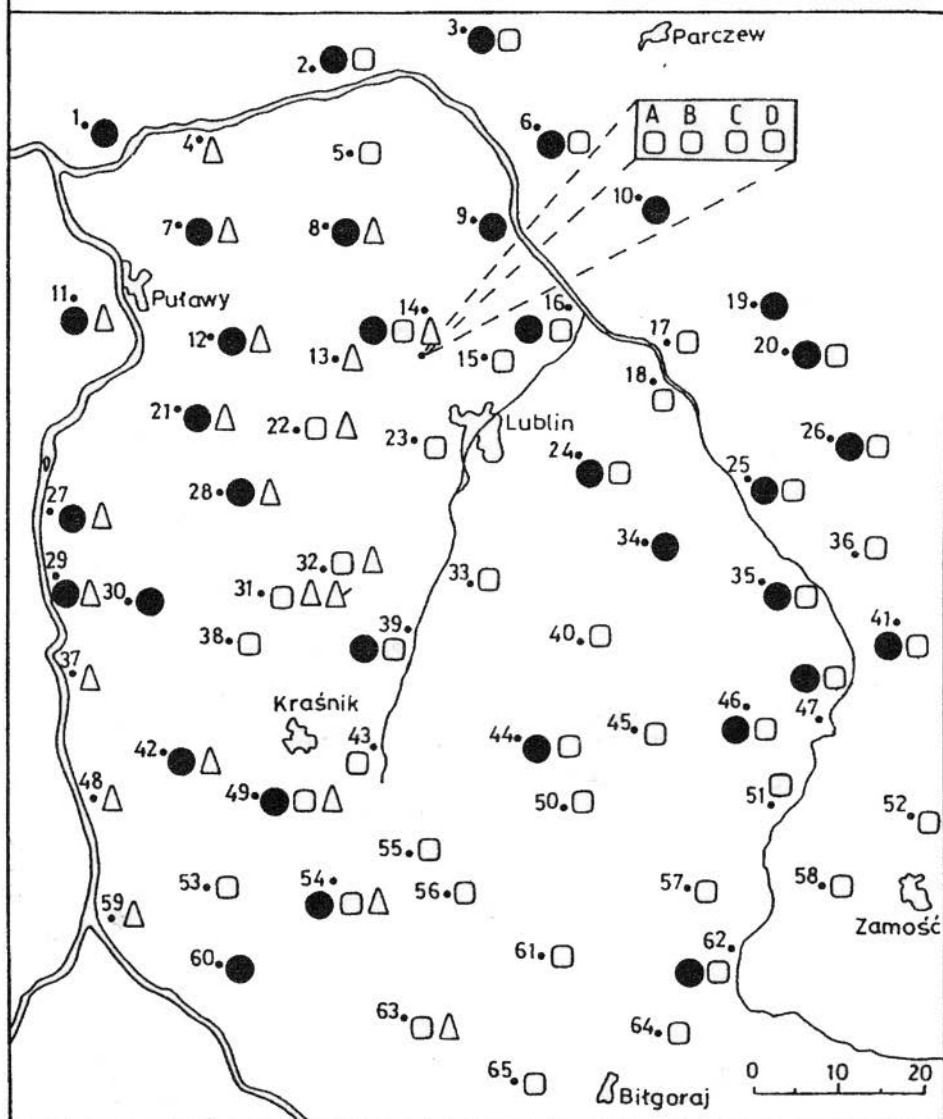 3 Parczew
2
1 6 A B C D
4 5
10
7 8 9
11 Puławy 14 16 19
12 13 15 17 20
18
21 22 23 Lublin 26
24 25
28
27 34 36
29 30 32 33 35
31 39 41
38 40
37 46 47
Kraśnik 43 44 45
42
48 49 50 51 52
55
53 54 56 57 58
59 Zamość
60 61 62
63 64
65 Biłgoraj 0 10 20